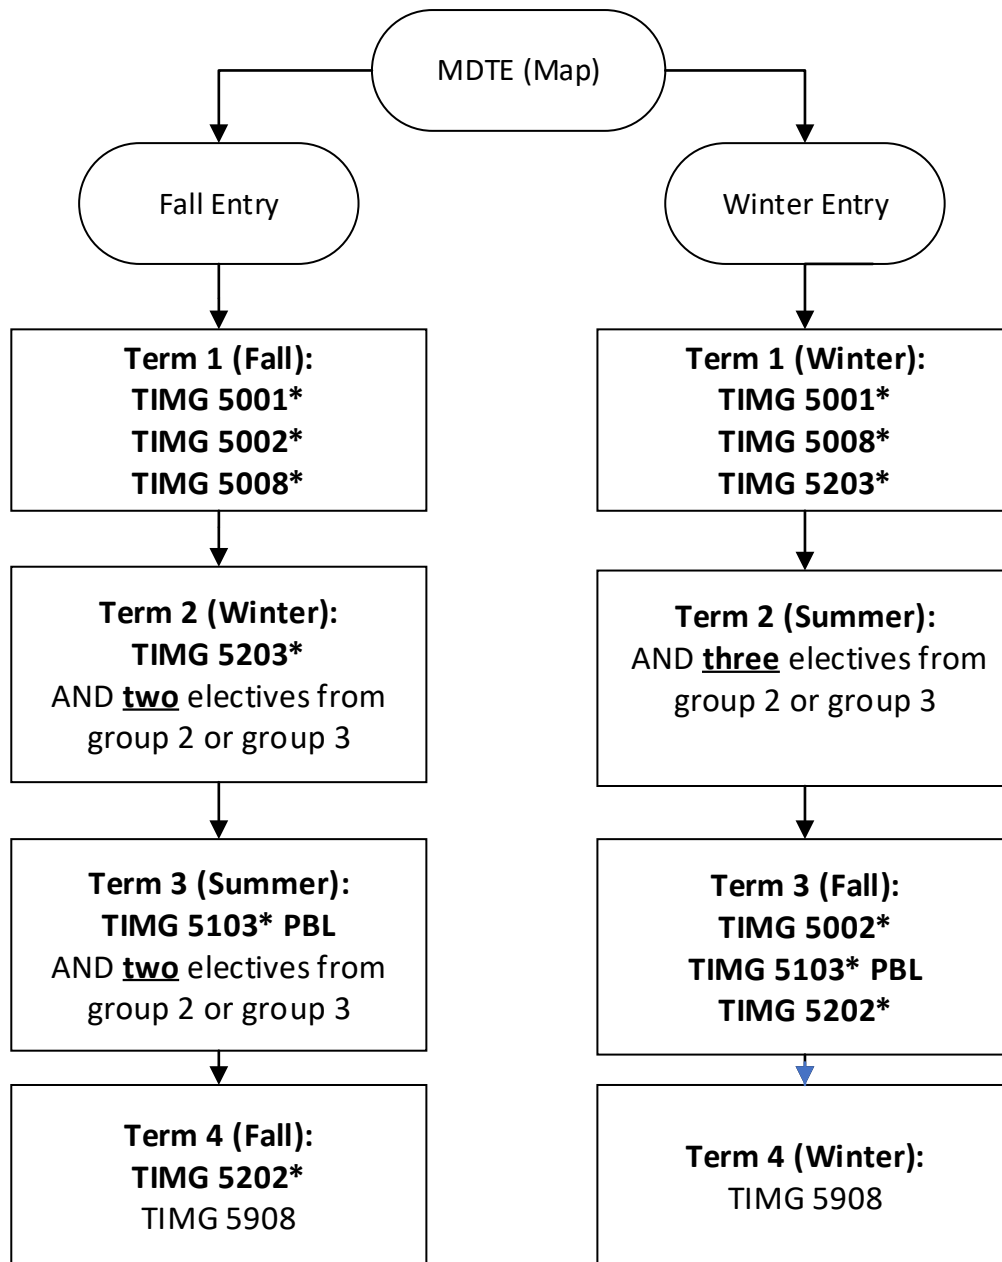 MDTE (Map)
Fall Entry
Winter Entry
Term 1 (Fall):
TIMG 5001*
TIMG 5002*
TIMG 5008*
Term 1 (Winter):
TIMG 5001*
TIMG 5008*
TIMG 5203*
Term 2 (Winter):
TIMG 5203*
AND two electives from
group 2 or group 3
Term 2 (Summer):
AND three electives from
group 2 or group 3
Term 3 (Summer):
TIMG 5103* PBL
AND two electives from
group 2 or group 3
Term 3 (Fall):
TIMG 5002*
TIMG 5103* PBL
TIMG 5202*
Term 4 (Fall):
TIMG 5202*
TIMG 5908
Term 4 (Winter):
TIMG 5908